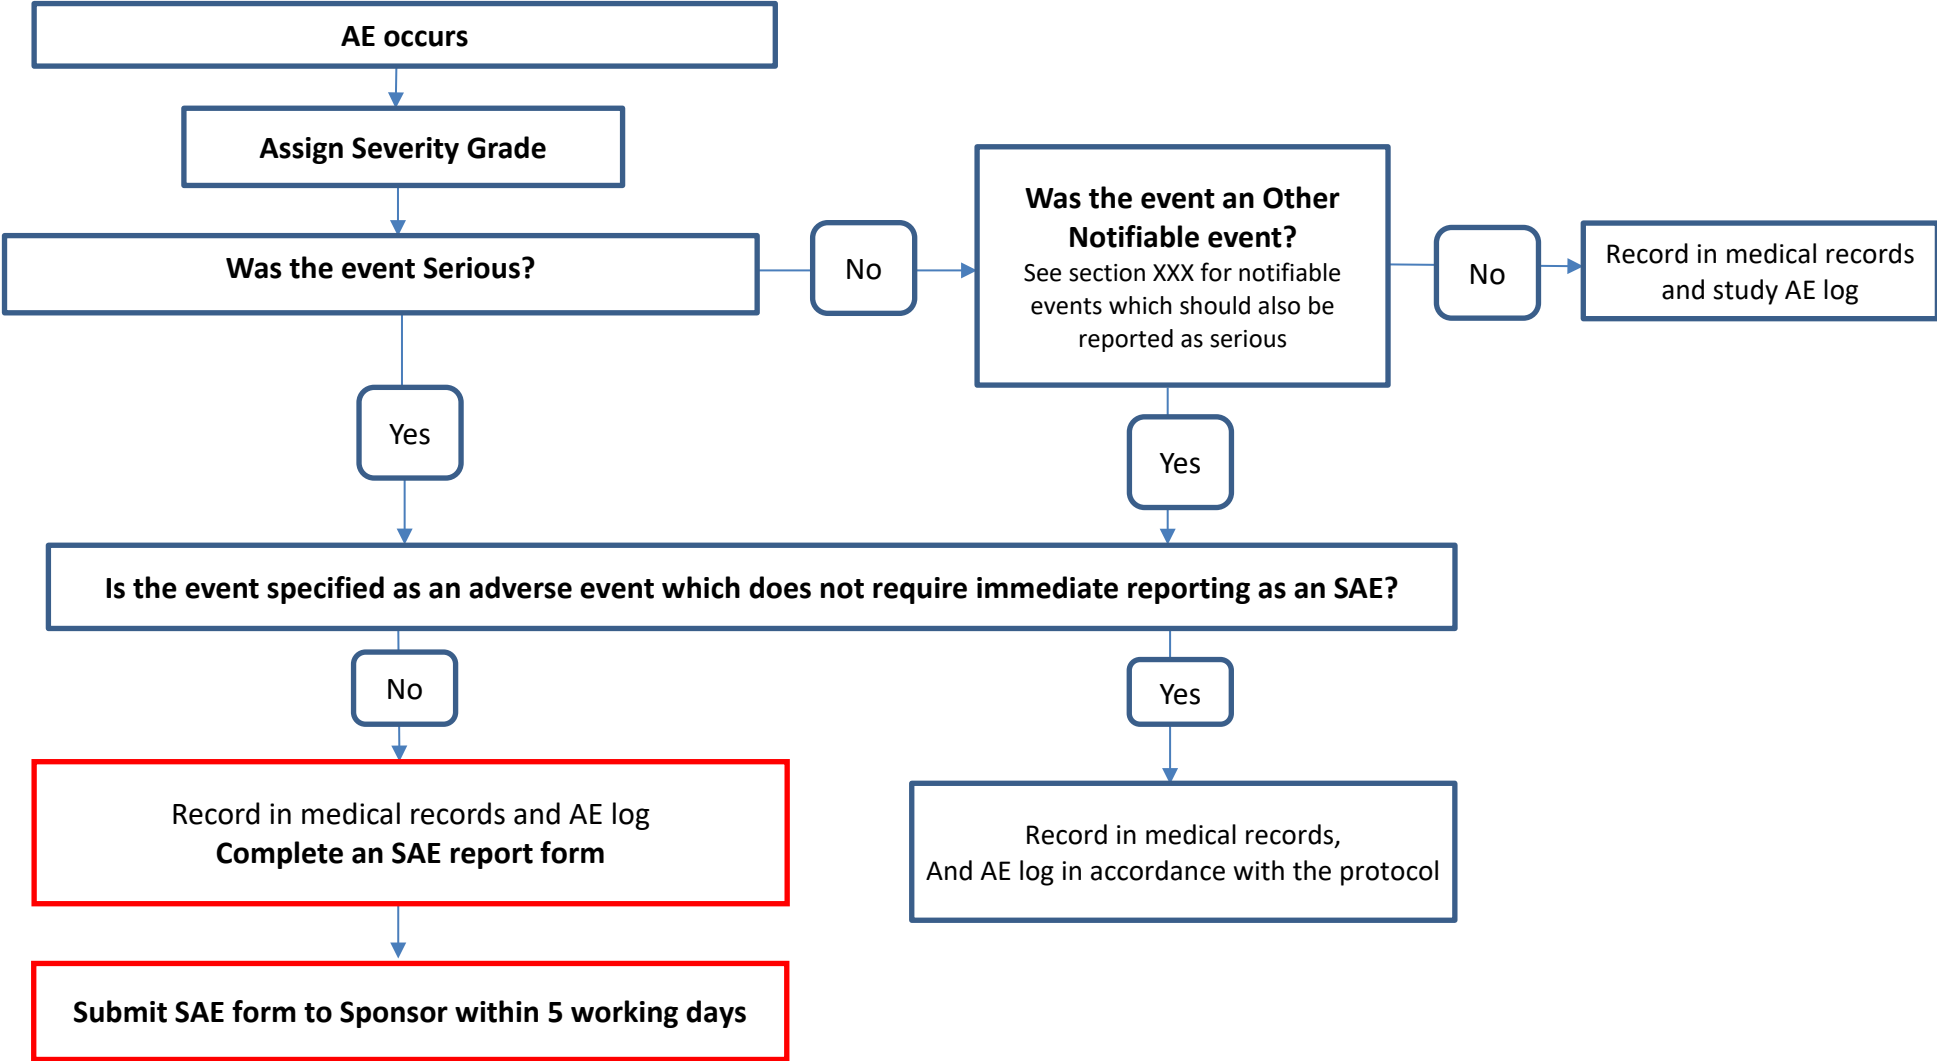 AE occurs
Assign Severity Grade
Was the event Serious?
No
Was the event an Other
Notifiable event?
See section XXX for notifiable
events which should also be
reported as serious
No
Record in medical records
and study AE log
Yes
Yes
Is the event specified as an adverse event which does not require immediate reporting as an SAE?
No
Yes
Record in medical records and AE log
Complete an SAE report form
Record in medical records,
And AE log in accordance with the protocol
Submit SAE form to Sponsor within 5 working days